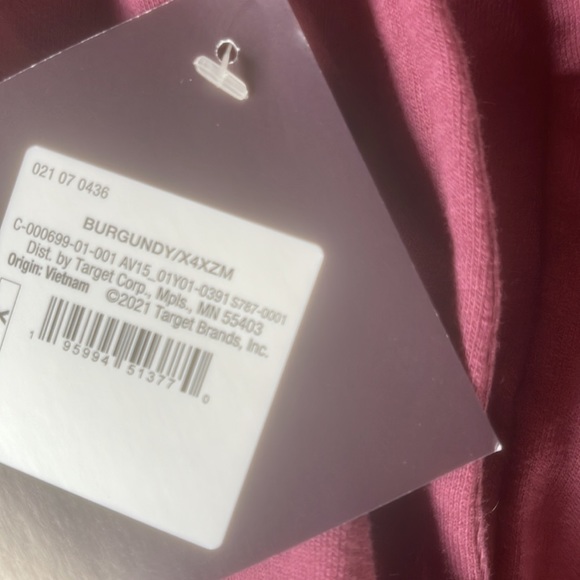 021 07 0436
BURGUNDY/X4XZM
C-000699-01-001 AV15_01Y01-0391 S787-0001
Dist. by Target Corp., Mpls., MN 55403
Origin: Vietnam ©2021 Target Brands, Inc.
1 95994 51377 0